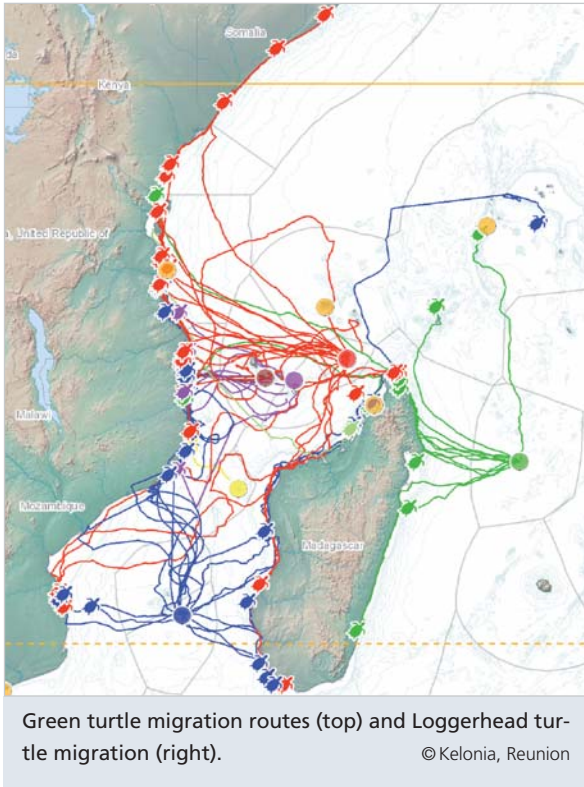 Somalia
Kenya
a, United Republic of
Malawi
Mozambique
Madagascar
Green turtle migration routes (top) and Loggerhead tur-
tle migration (right).
© Kelonia, Reunion